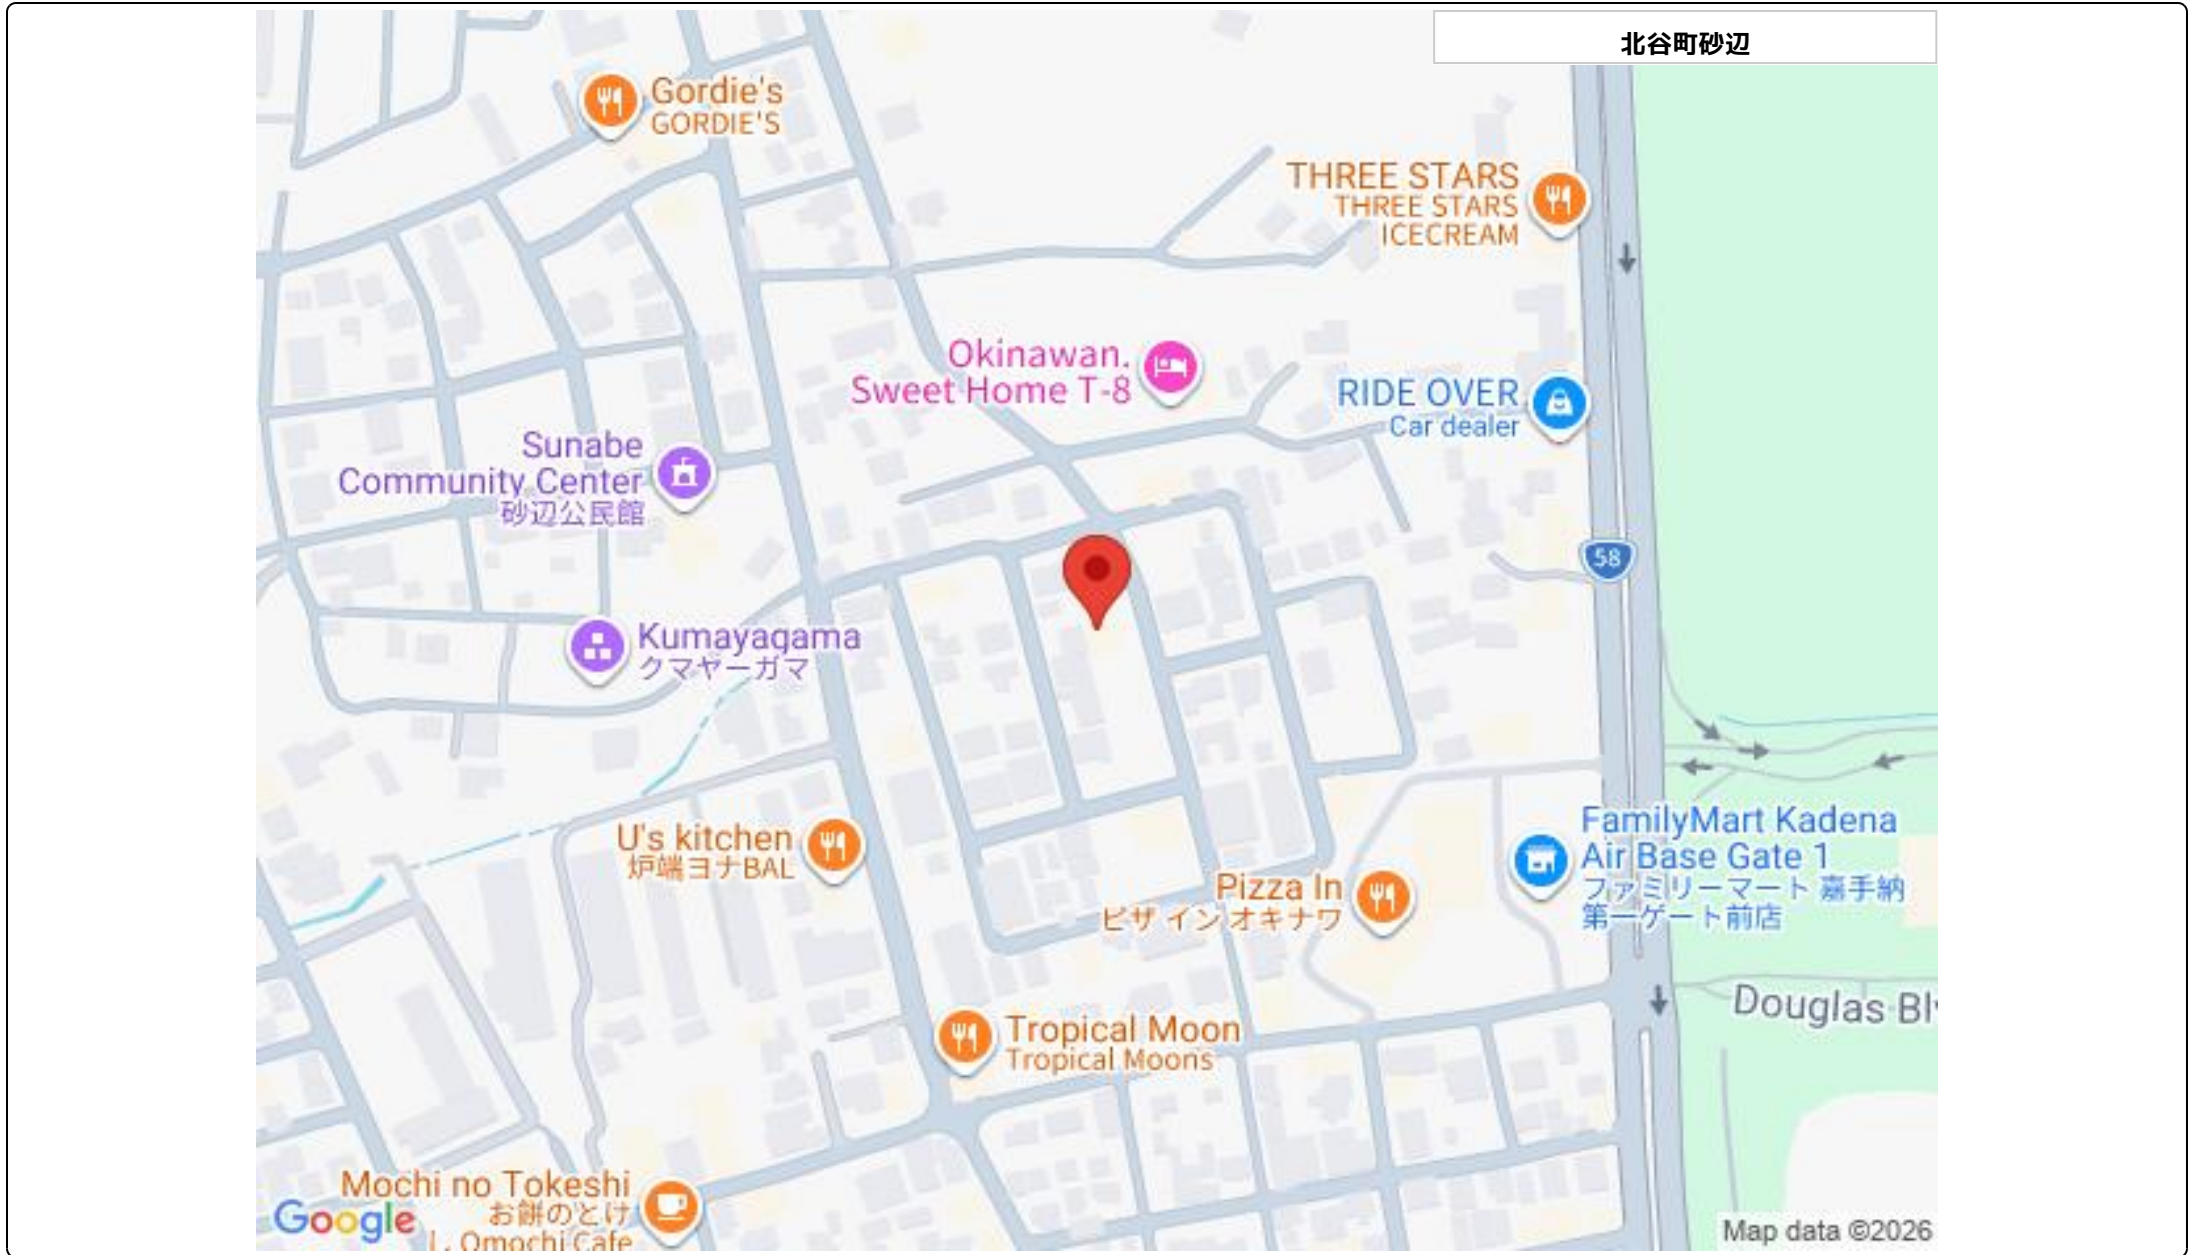 北谷町砂辺
Gordie's
GORDIE'S
THREE STARS
THREE STARS
ICECREAM
Okinawan.
Sweet Home T-8
RIDE OVER
Car dealer
Sunabe
Community Center
砂辺公民館
58
Kumayagama
クマヤーガマ
U's kitchen
炉端ヨナBAL
FamilyMart Kadena
Air Base Gate 1
ファミリーマート 嘉手納
第一ゲート前店
Pizza In
ピザ イン オキナワ
Douglas Bl
Tropical Moon
Tropical Moons
Mochi no Tokeshi
お餅のとけ
し Omochi Cafe
Google
Map data ©2026